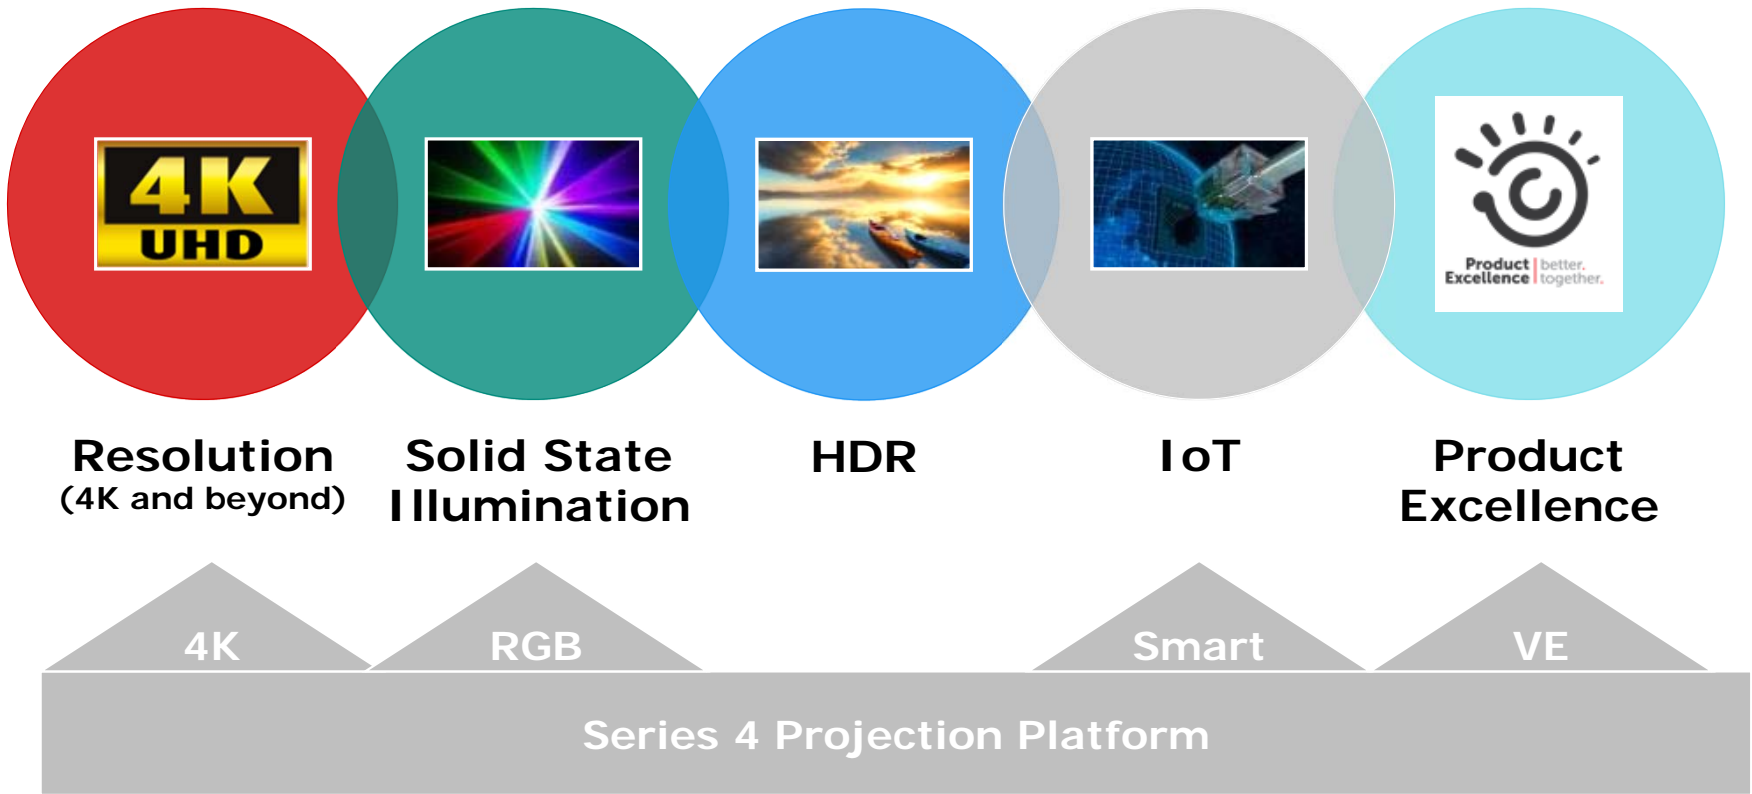 4K
UHD
Product
Excellence
better.
together.
Resolution
(4K and beyond)
Solid State
Illumination
HDR
IoT
Product
Excellence
4K
RGB
Smart
VE
Series 4 Projection Platform